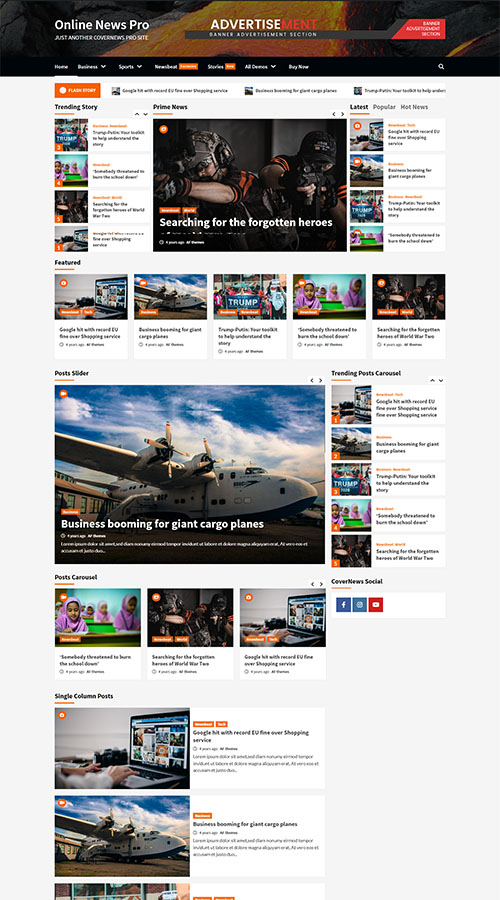 Online News Pro
JUST ANOTHER COVERNEWS PRO SITE
ADVERTISEMENT
BANNER ADVERTISEMENT SECTION
BANNER
ADVERTISEMENT
SECTION
Home
Business
Sports
Newsbeat
Stories
New
All Demos
Buy Now
FLASH STORY
Google hit with record EU fine over Shopping service
Business booming for giant cargo planes
Trump-Putin: Your toolkit to help
Trending Story
Business Newsbeat
Trump-Putin: Your toolkit
to help understand the
story
3
Newsbeat
'Somebody threatened to
burn the school down'
4
Newsbeat World
Searching for the
forgotten heroes of World
War Two
5
fine over Shopping
service
1
Prime News
Newsbeat World
Searching for the forgotten heroes
4 years ago AF themes
Latest Popular Hot News
Newsbeat Tech
Google hit with record EU
fine over Shopping
service
Business
Business booming for
giant cargo planes
Business Newsbeat
Trump-Putin: Your toolkit
to help understand the
story
Newsbeat
'Somebody threatened to
Featured
Newsbeat Tech
Google hit with record EU
fine over Shopping service
4 years ago AF themes
Business
Business booming for giant
cargo planes
4 years ago AF themes
TRUMP
Business Newsbeat
Trump-Putin: Your toolkit
to help understand the
story
4 years ago AF themes
Newsbeat
'Somebody threatened to
burn the school down'
4 years ago AF themes
Newsbeat World
Searching for the forgotten
heroes of World War Two
4 years ago AF themes
Posts Slider
Business
Business booming for giant cargo planes
4 years ago AF themes
Lorem ipsum dolor sit amet,sed diam nonumy eirmod tempor invidunt ut labore et dolore magna aliquyam erat, At vero eos et
accusam et justo duo...
Trending Posts Carousel
Newsbeat Tech
Google hit with record EU
fine over Shopping service
fine over Shopping service
1
Business
Business booming for giant
cargo planes
2
Business Newsbeat
Trump-Putin: Your toolkit
to help understand the
story
TRUMP
3
Newsbeat
'Somebody threatened to
burn the school down'
4
Newsbeat World
Searching for the forgotten
heroes of World War Two
5
Posts Carousel
Newsbeat
'Somebody threatened to burn
the school down'
4 years ago AF themes
Newsbeat World
Searching for the forgotten
heroes of World War Two
4 years ago AF themes
Newsbeat Tech
Google hit with record EU fine
over Shopping service
4 years ago AF themes
CoverNews Social
Single Column Posts
Newsbeat Tech
Google hit with record EU fine over Shopping
service
4 years ago AF themes
Lorem ipsum dolor sit amet,sed diam nonumy eirmod tempor
invidunt ut labore et dolore magna aliquyam erat, At vero eos et
accusam et justo duo...
Business
Business booming for giant cargo planes
4 years ago AF themes
Lorem ipsum dolor sit amet,sed diam nonumy eirmod tempor
invidunt ut labore et dolore magna aliquyam erat, At vero eos et
accusam et justo duo...